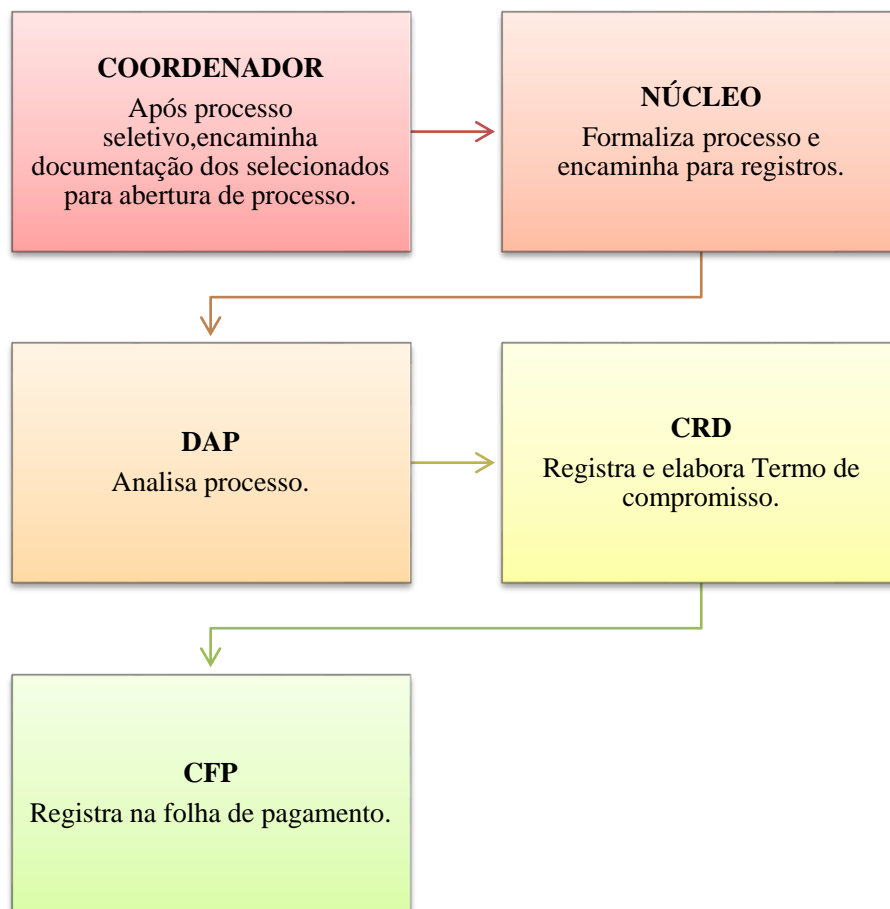 COORDENADOR
Após processo
seletivo,encaminha
documentação dos selecionados
para abertura de processo.
NÚCLEO
Formaliza processo e
encaminha para registros.
DAP
Analisa processo.
CRD
Registra e elabora Termo de
compromisso.
CFP
Registra na folha de pagamento.